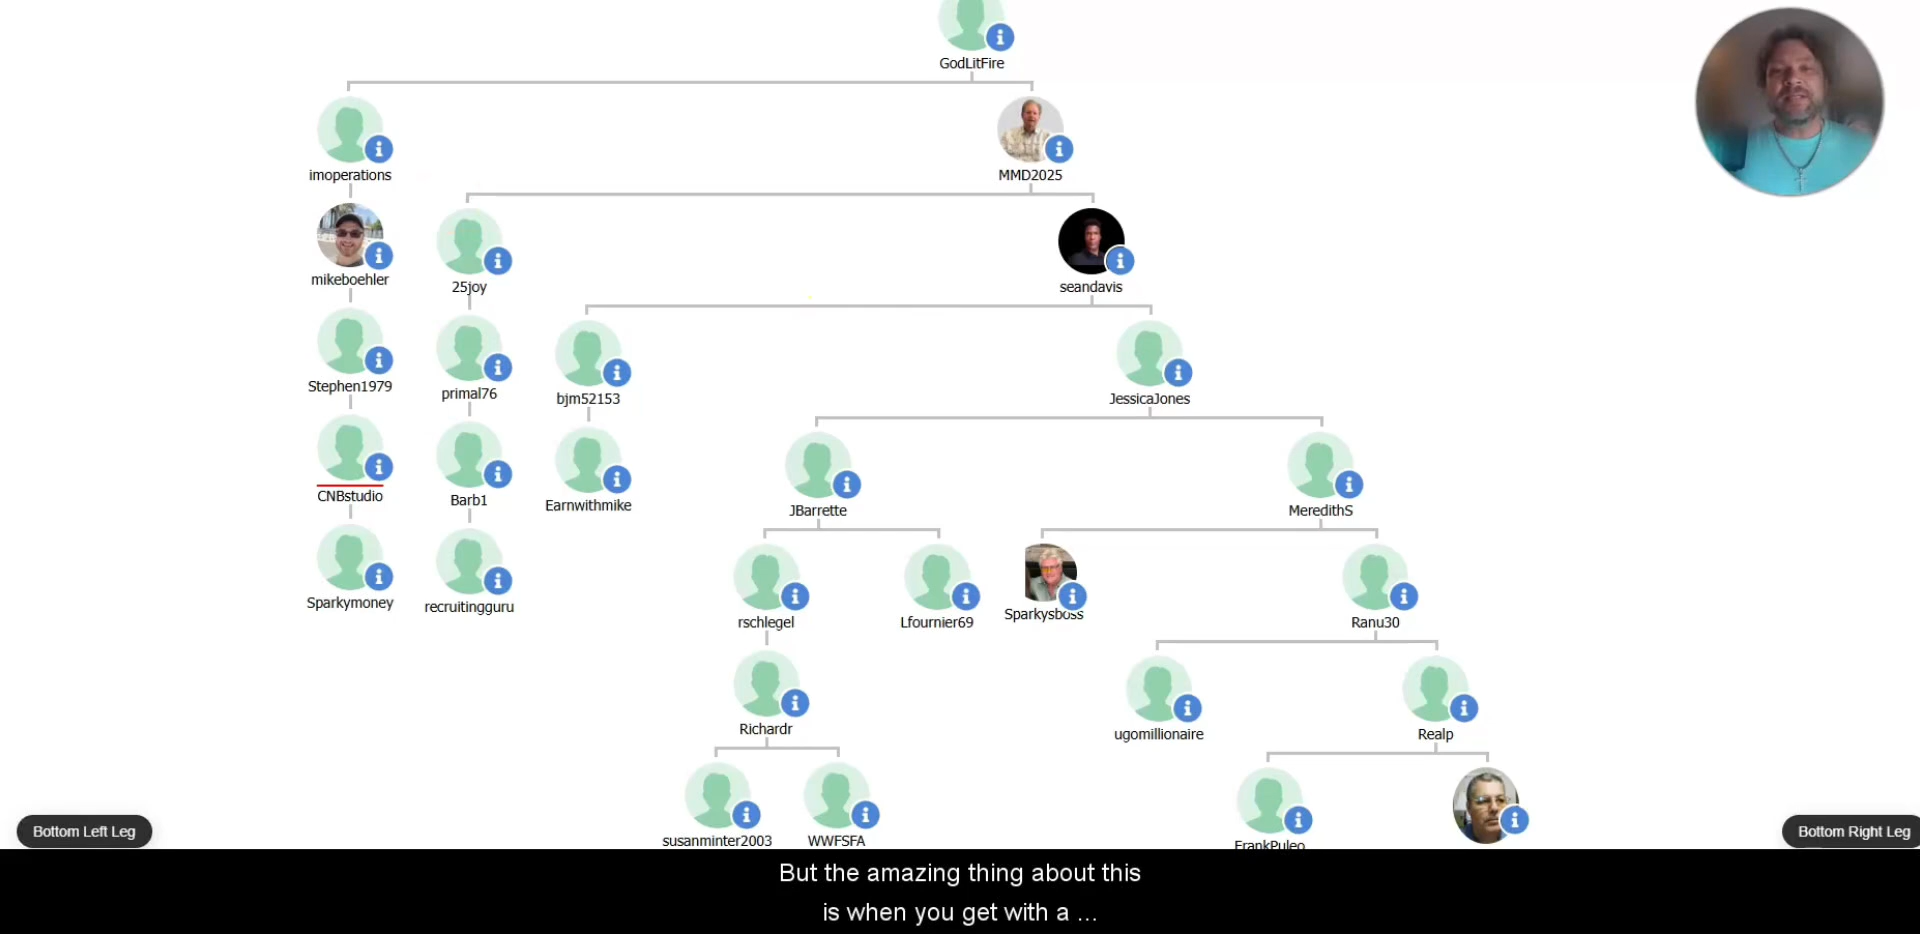 GodLitFire
imoperations
MMD2025
mikeboehler
25joy
seandavis
Stephen1979
primal76
bjm52153
JessicaJones
CNBstudio
Barb1
Earnwithmike
JBarrette
MeredithS
Sparkymoney
recruitingguru
rschlegel
Lfournier69
Sparkysboss
Ranu30
Richardr
ugomillionaire
Realp
susanminter2003
WWFSFA
FrankPuleo
Bottom Left Leg
Bottom Right Leg
But the amazing thing about this
is when you get with a ...